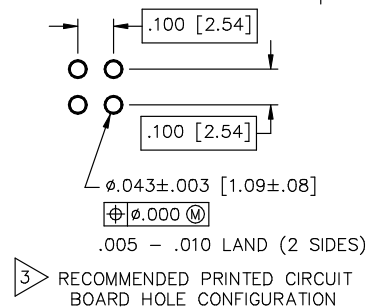 .100 [2.54]
.100 [2.54]
ø.043±.003 [1.09±.08]
⌖ ø.000 Ⓜ
.005 – .010 LAND (2 SIDES)
3 RECOMMENDED PRINTED CIRCUIT
BOARD HOLE CONFIGURATION